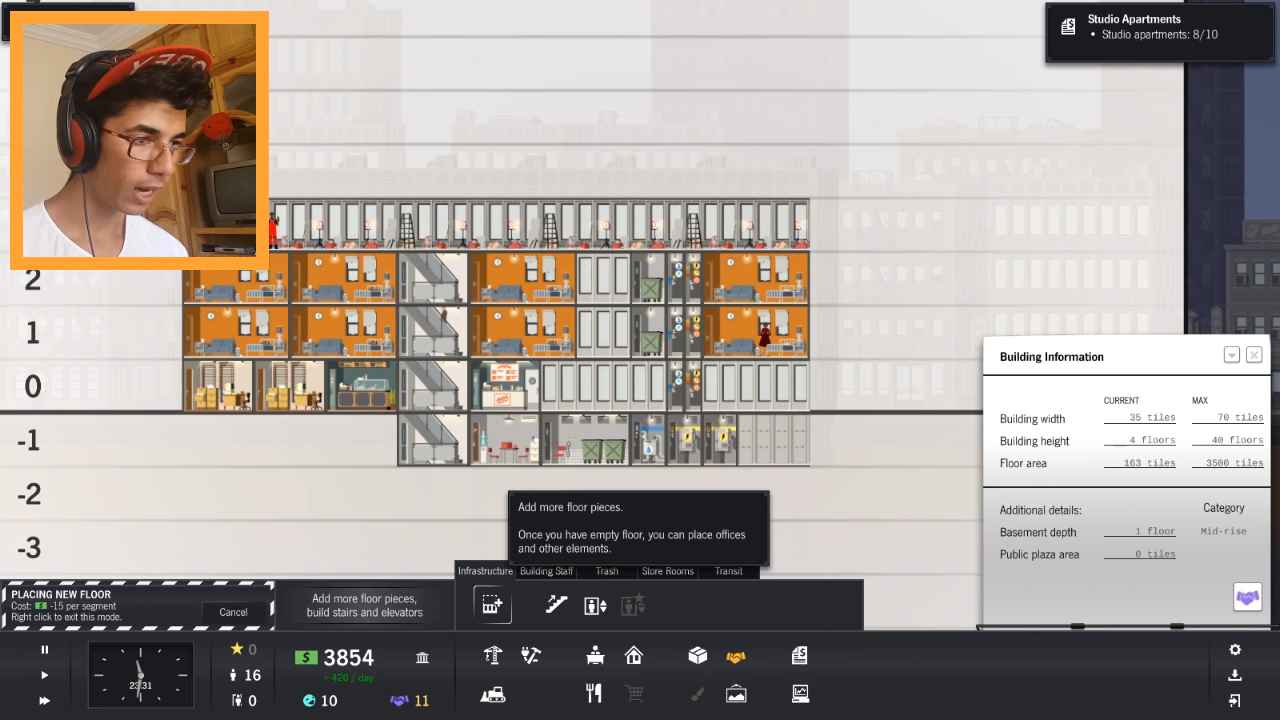 Studio Apartments
• Studio apartments: 8/10
2
1
0
-1
-2
-3
Building Information
CURRENT MAX
Building width 35 tiles 70 tiles
Building height 4 floors 40 floors
Floor area 163 tiles 3500 tiles
Additional details: Category
Basement depth 1 floor Mid-rise
Public plaza area 0 tiles
Add more floor pieces.
Once you have empty floor, you can place offices
and other elements.
Infrastructure Building Staff Trash Store Rooms Transit
PLACING NEW FLOOR
Cost: $ -15 per segment
Right click to exit this mode.
Cancel
Add more floor pieces,
build stairs and elevators
23:31
0
16
0
$ 3854
+ 420 / day
10 11